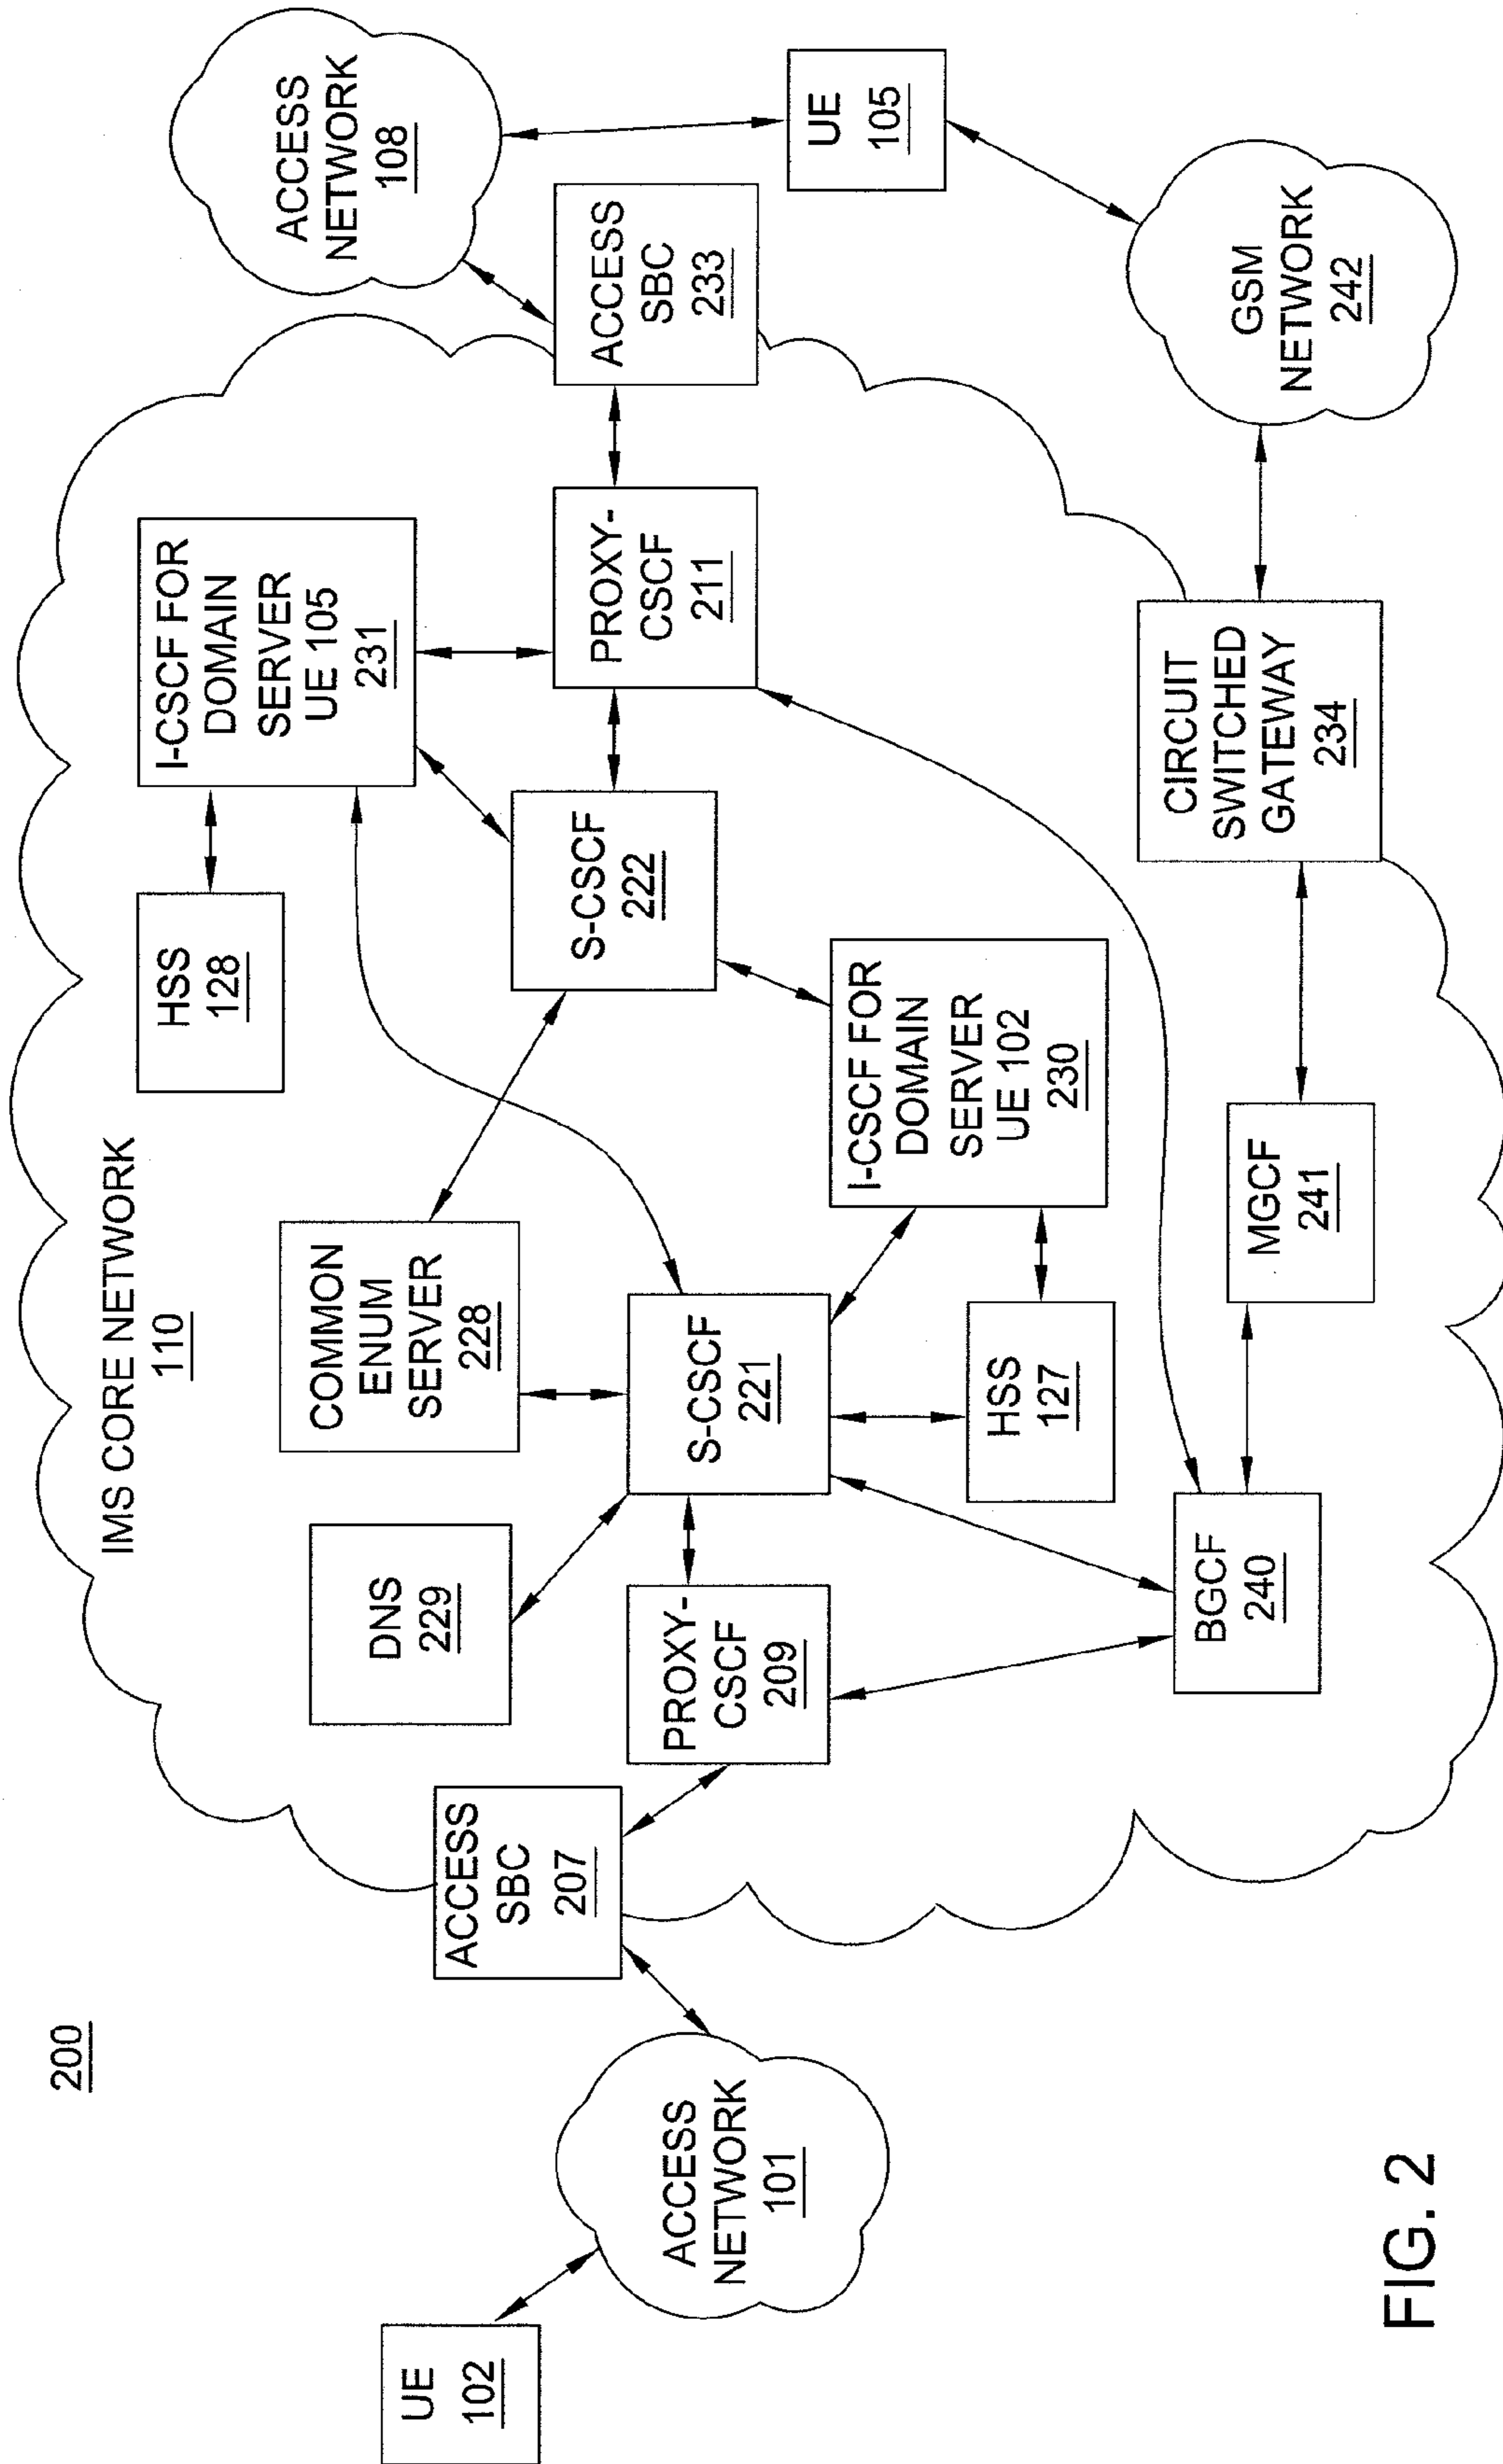 200
IMS CORE NETWORK
110
UE
102
ACCESS
NETWORK
101
ACCESS
SBC
207
PROXY-
CSCF
209
DNS
229
COMMON
ENUM
SERVER
228
S-CSCF
221
HSS
127
I-CSCF FOR
DOMAIN
SERVER
UE 102
230
S-CSCF
222
HSS
128
I-CSCF FOR
DOMAIN
SERVER
UE 105
231
PROXY-
CSCF
211
ACCESS
SBC
233
ACCESS
NETWORK
108
UE
105
GSM
NETWORK
242
CIRCUIT
SWITCHED
GATEWAY
234
MGCF
241
BGCF
240
FIG. 2